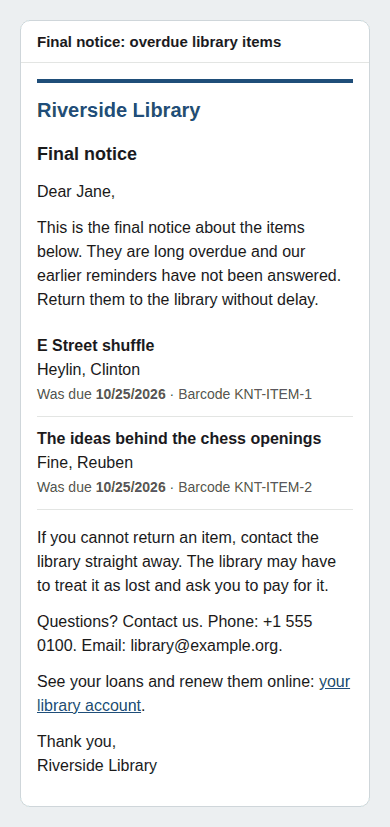 Final notice: overdue library items
Riverside Library
Final notice
Dear Jane,
This is the final notice about the items
below. They are long overdue and our
earlier reminders have not been answered.
Return them to the library without delay.
E Street shuffle
Heylin, Clinton
Was due 10/25/2026 · Barcode KNT-ITEM-1
The ideas behind the chess openings
Fine, Reuben
Was due 10/25/2026 · Barcode KNT-ITEM-2
If you cannot return an item, contact the
library straight away. The library may have
to treat it as lost and ask you to pay for it.
Questions? Contact us. Phone: +1 555
0100. Email: library@example.org.
See your loans and renew them online: your
library account.
Thank you,
Riverside Library